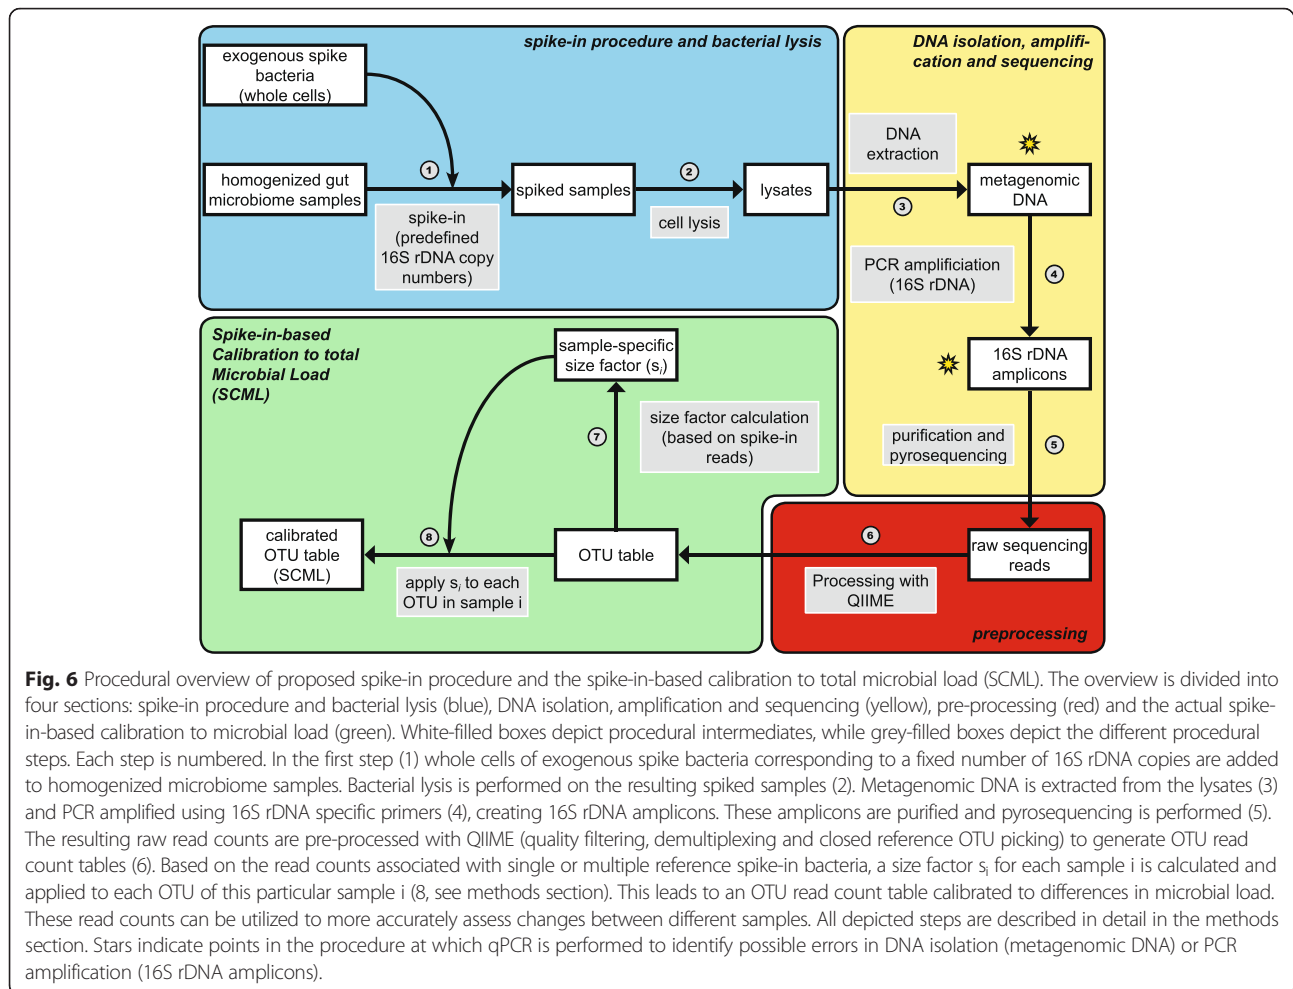 spike-in procedure and bacterial lysis
exogenous spike
bacteria
(whole cells)
homogenized gut
microbiome samples
1
spike-in
(predefined
16S rDNA copy
numbers)
spiked samples
2
cell lysis
lysates
DNA isolation, amplifi-
cation and sequencing
DNA
extraction
3
metagenomic
DNA
PCR amplificiation
(16S rDNA)
4
16S rDNA
amplicons
purification and
pyrosequencing
5
raw sequencing
reads
6
Processing with
QIIME
preprocessing
Spike-in-based
Calibration to total
Microbial Load
(SCML)
sample-specific
size factor (si)
7
size factor calculation
(based on spike-in
reads)
OTU table
8
apply si to each
OTU in sample i
calibrated
OTU table
(SCML)
Fig. 6 Procedural overview of proposed spike-in procedure and the spike-in-based calibration to total microbial load (SCML). The overview is divided into
four sections: spike-in procedure and bacterial lysis (blue), DNA isolation, amplification and sequencing (yellow), pre-processing (red) and the actual spike-
in-based calibration to microbial load (green). White-filled boxes depict procedural intermediates, while grey-filled boxes depict the different procedural
steps. Each step is numbered. In the first step (1) whole cells of exogenous spike bacteria corresponding to a fixed number of 16S rDNA copies are added
to homogenized microbiome samples. Bacterial lysis is performed on the resulting spiked samples (2). Metagenomic DNA is extracted from the lysates (3)
and PCR amplified using 16S rDNA specific primers (4), creating 16S rDNA amplicons. These amplicons are purified and pyrosequencing is performed (5).
The resulting raw read counts are pre-processed with QIIME (quality filtering, demultiplexing and closed reference OTU picking) to generate OTU read
count tables (6). Based on the read counts associated with single or multiple reference spike-in bacteria, a size factor si for each sample i is calculated and
applied to each OTU of this particular sample i (8, see methods section). This leads to an OTU read count table calibrated to differences in microbial load.
These read counts can be utilized to more accurately assess changes between different samples. All depicted steps are described in detail in the methods
section. Stars indicate points in the procedure at which qPCR is performed to identify possible errors in DNA isolation (metagenomic DNA) or PCR
amplification (16S rDNA amplicons).